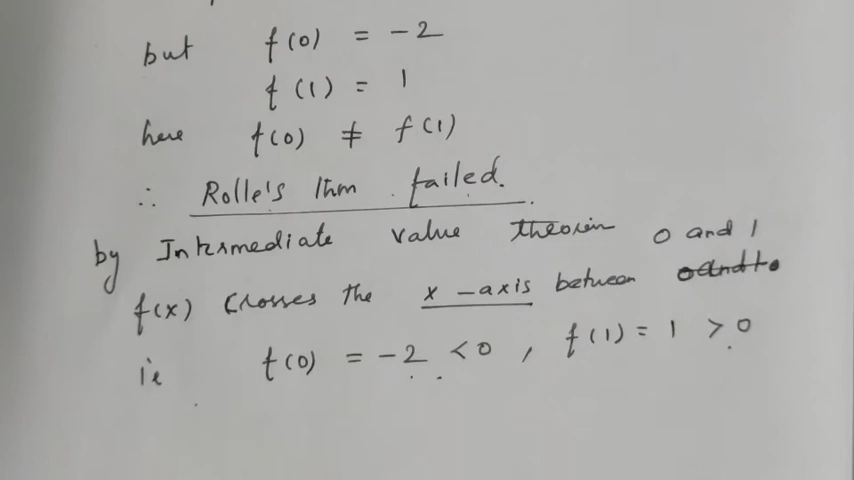 but f(0) = -2
f(1) = 1
here f(0) ≠ f(1)
∴ Rolle's thm failed.
by Intermediate value theorem 0 and 1
f(x) crosses the x-axis between
ie f(0) = -2 < 0 , f(1) = 1 > 0